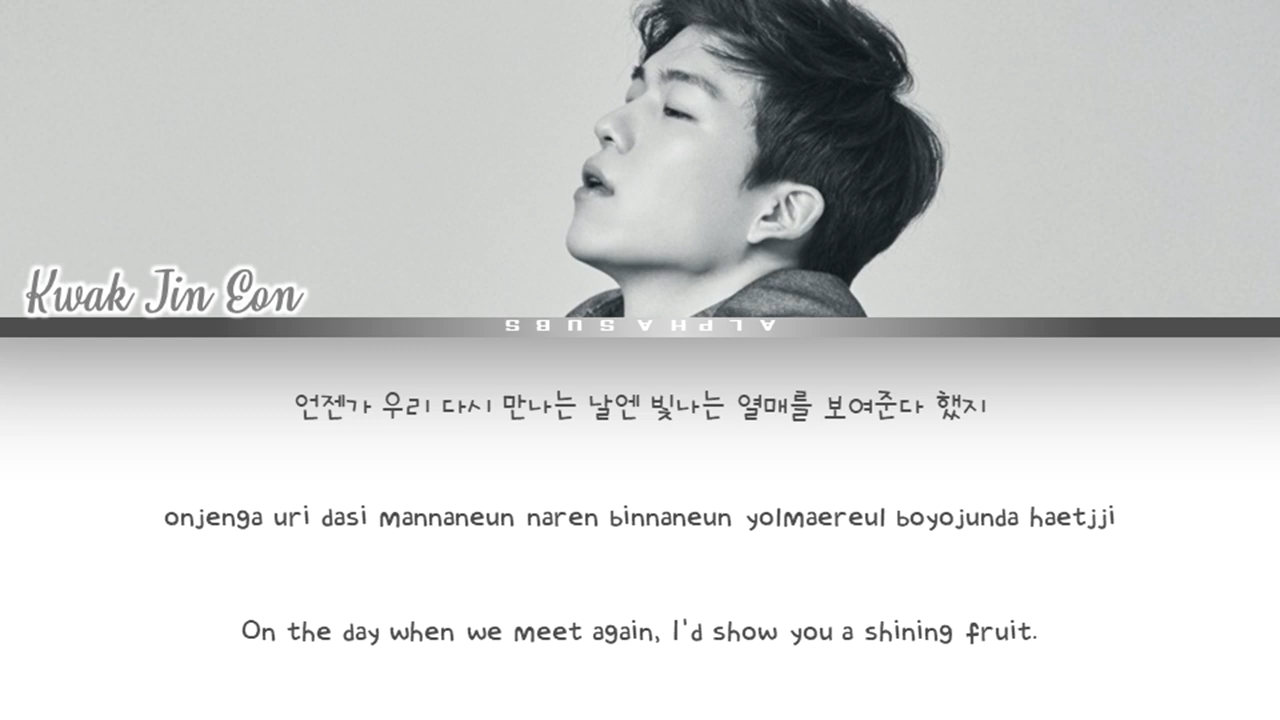 Kwak Jin Eon
ALPHA SUBS
언젠가 우리 다시 만나는 날엔 빛나는 열매를 보여준다 했지
onjenga uri dasi mannaneun naren binnaneun yolmaereul boyojunda haetjji
On the day when we meet again, I'd show you a shining fruit.